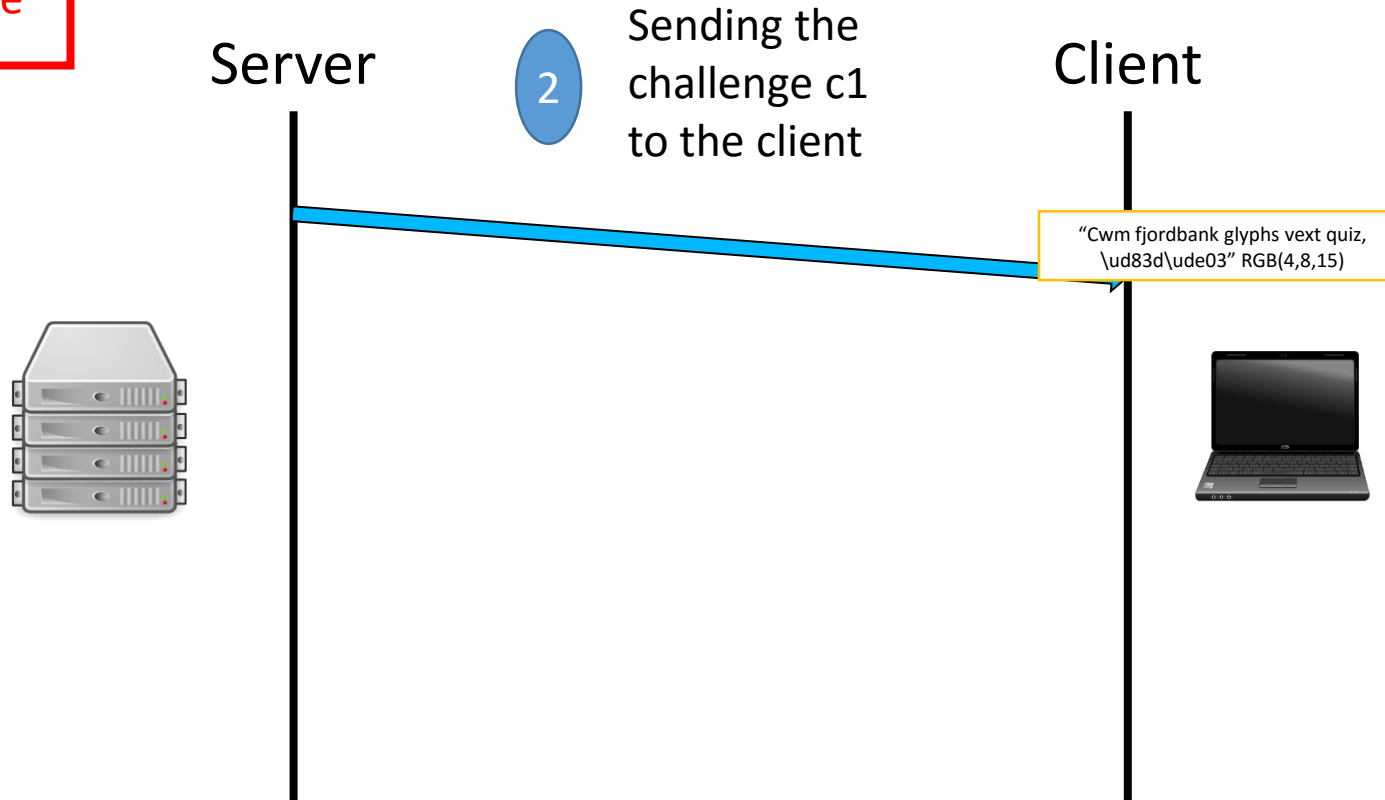 e
Server
2
Sending the
challenge c1
to the client
Client
“Cwm fjordbank glyphs vext quiz,
\ud83d\ude03” RGB(4,8,15)